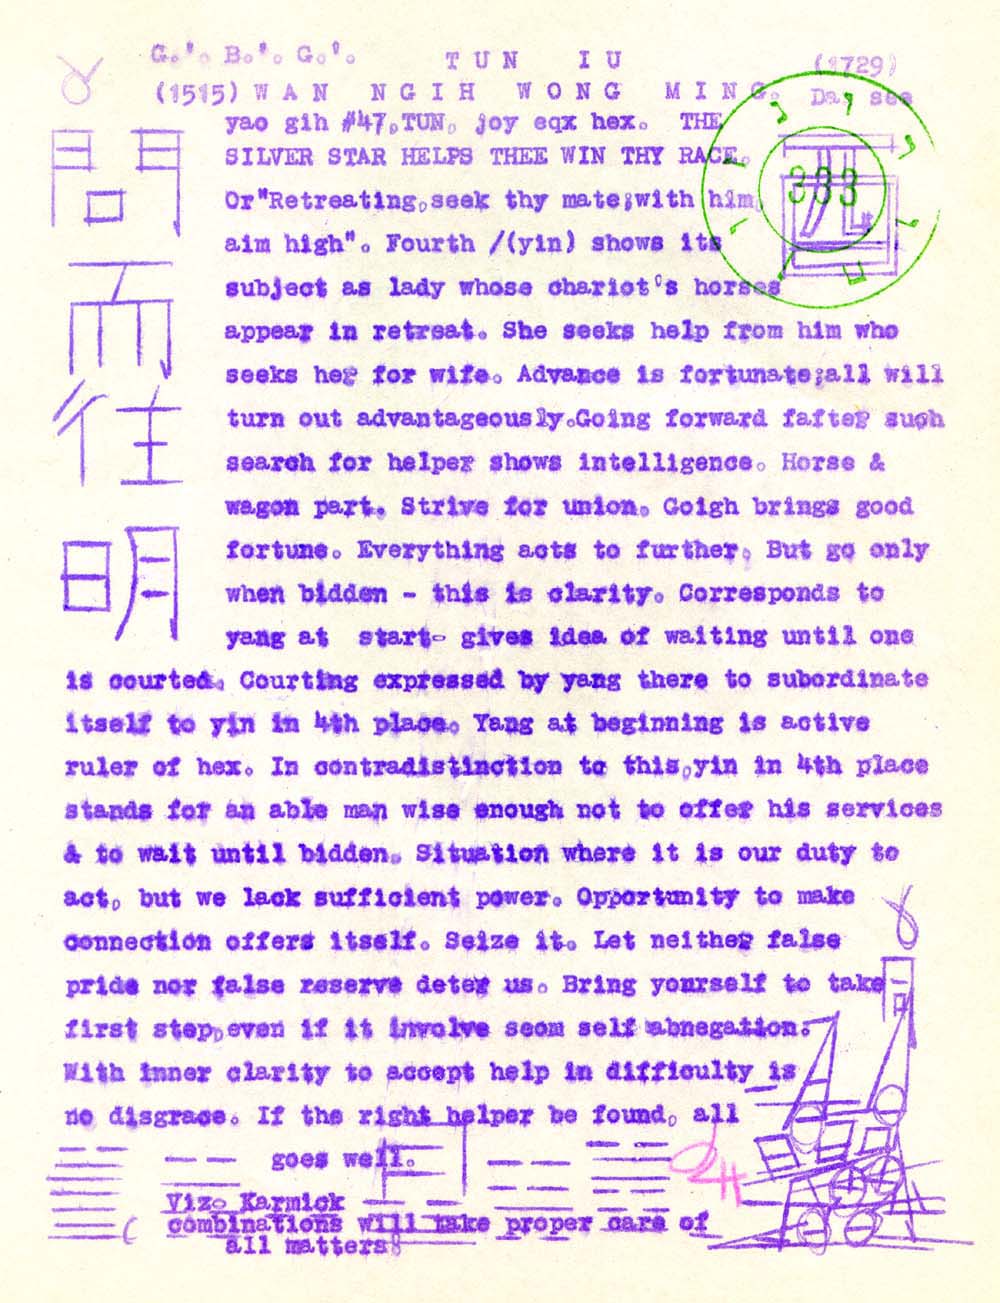 G.'. B.'. G.'. TUN IU (1729)
(1515) WAN NGIH WONG MING. Day see
yao gih #47, TUN, joy eqx hex. THE
SILVER STAR HELPS THEE WIN THY RACE.
Or"Retreating, seek thy mate; with him
aim high". Fourth /(yin) shows its
subject as lady whose chariot's horses
appear in retreat. She seeks help from him who
seeks her for wife. Advance is fortunate; all will
turn out advantageously. Going forward fafter such
search for helper shows intelligence. Horse &
wagon part. Strive for union. Goigh brings good
fortune. Everything acts to further, But go only
when bidden - this is clarity. Corresponds to
yang at start- gives idea of waiting until one
is courted. Courting expressed by yang there to subordinate
itself to yin in 4th place. Yang at beginning is active
ruler of hex. In contradistinction to this, yin in 4th place
stands for an able man wise enough not to offer his services
& to wait until bidden. Situation where it is our duty to
act, but we lack sufficient power. Opportunity to make
connection offers itself. Seize it. Let neither false
pride nor false reserve deter us. Bring yourself to take
first step, even if it involve seom self abnegation.
With inner clarity to accept help in difficulty is
no disgrace. If the right helper be found, all
goes well.
Viz. Karmick
combinations will take proper care of
all matters!
問
而
往
明
333